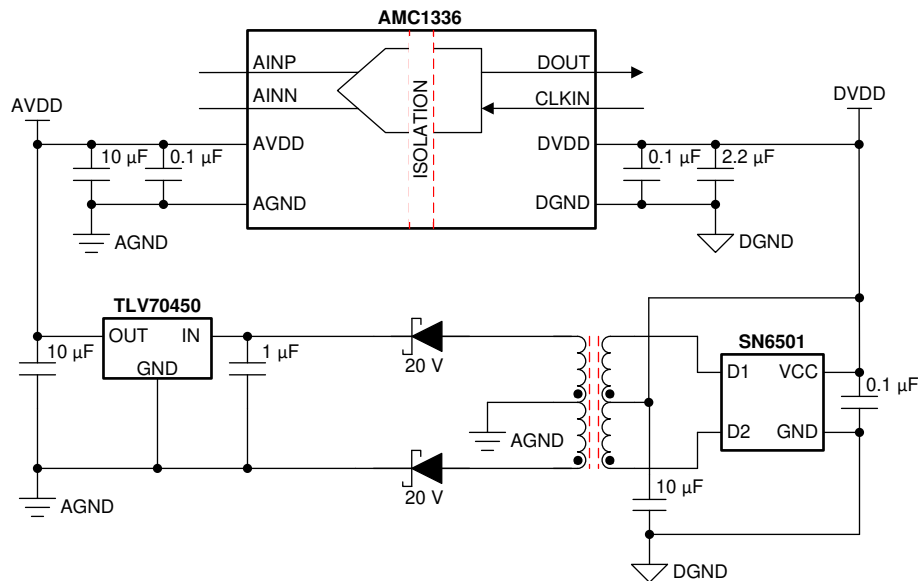 AMC1336
AINP
AINN
AVDD
AGND
ISOLATION
DOUT
CLKIN
DVDD
DGND
AVDD
DVDD
10 µF
0.1 µF
0.1 µF
2.2 µF
AGND
DGND
TLV70450
OUT
IN
GND
10 µF
1 µF
20 V
AGND
20 V
AGND
SN6501
D1
VCC
D2
GND
0.1 µF
10 µF
DGND